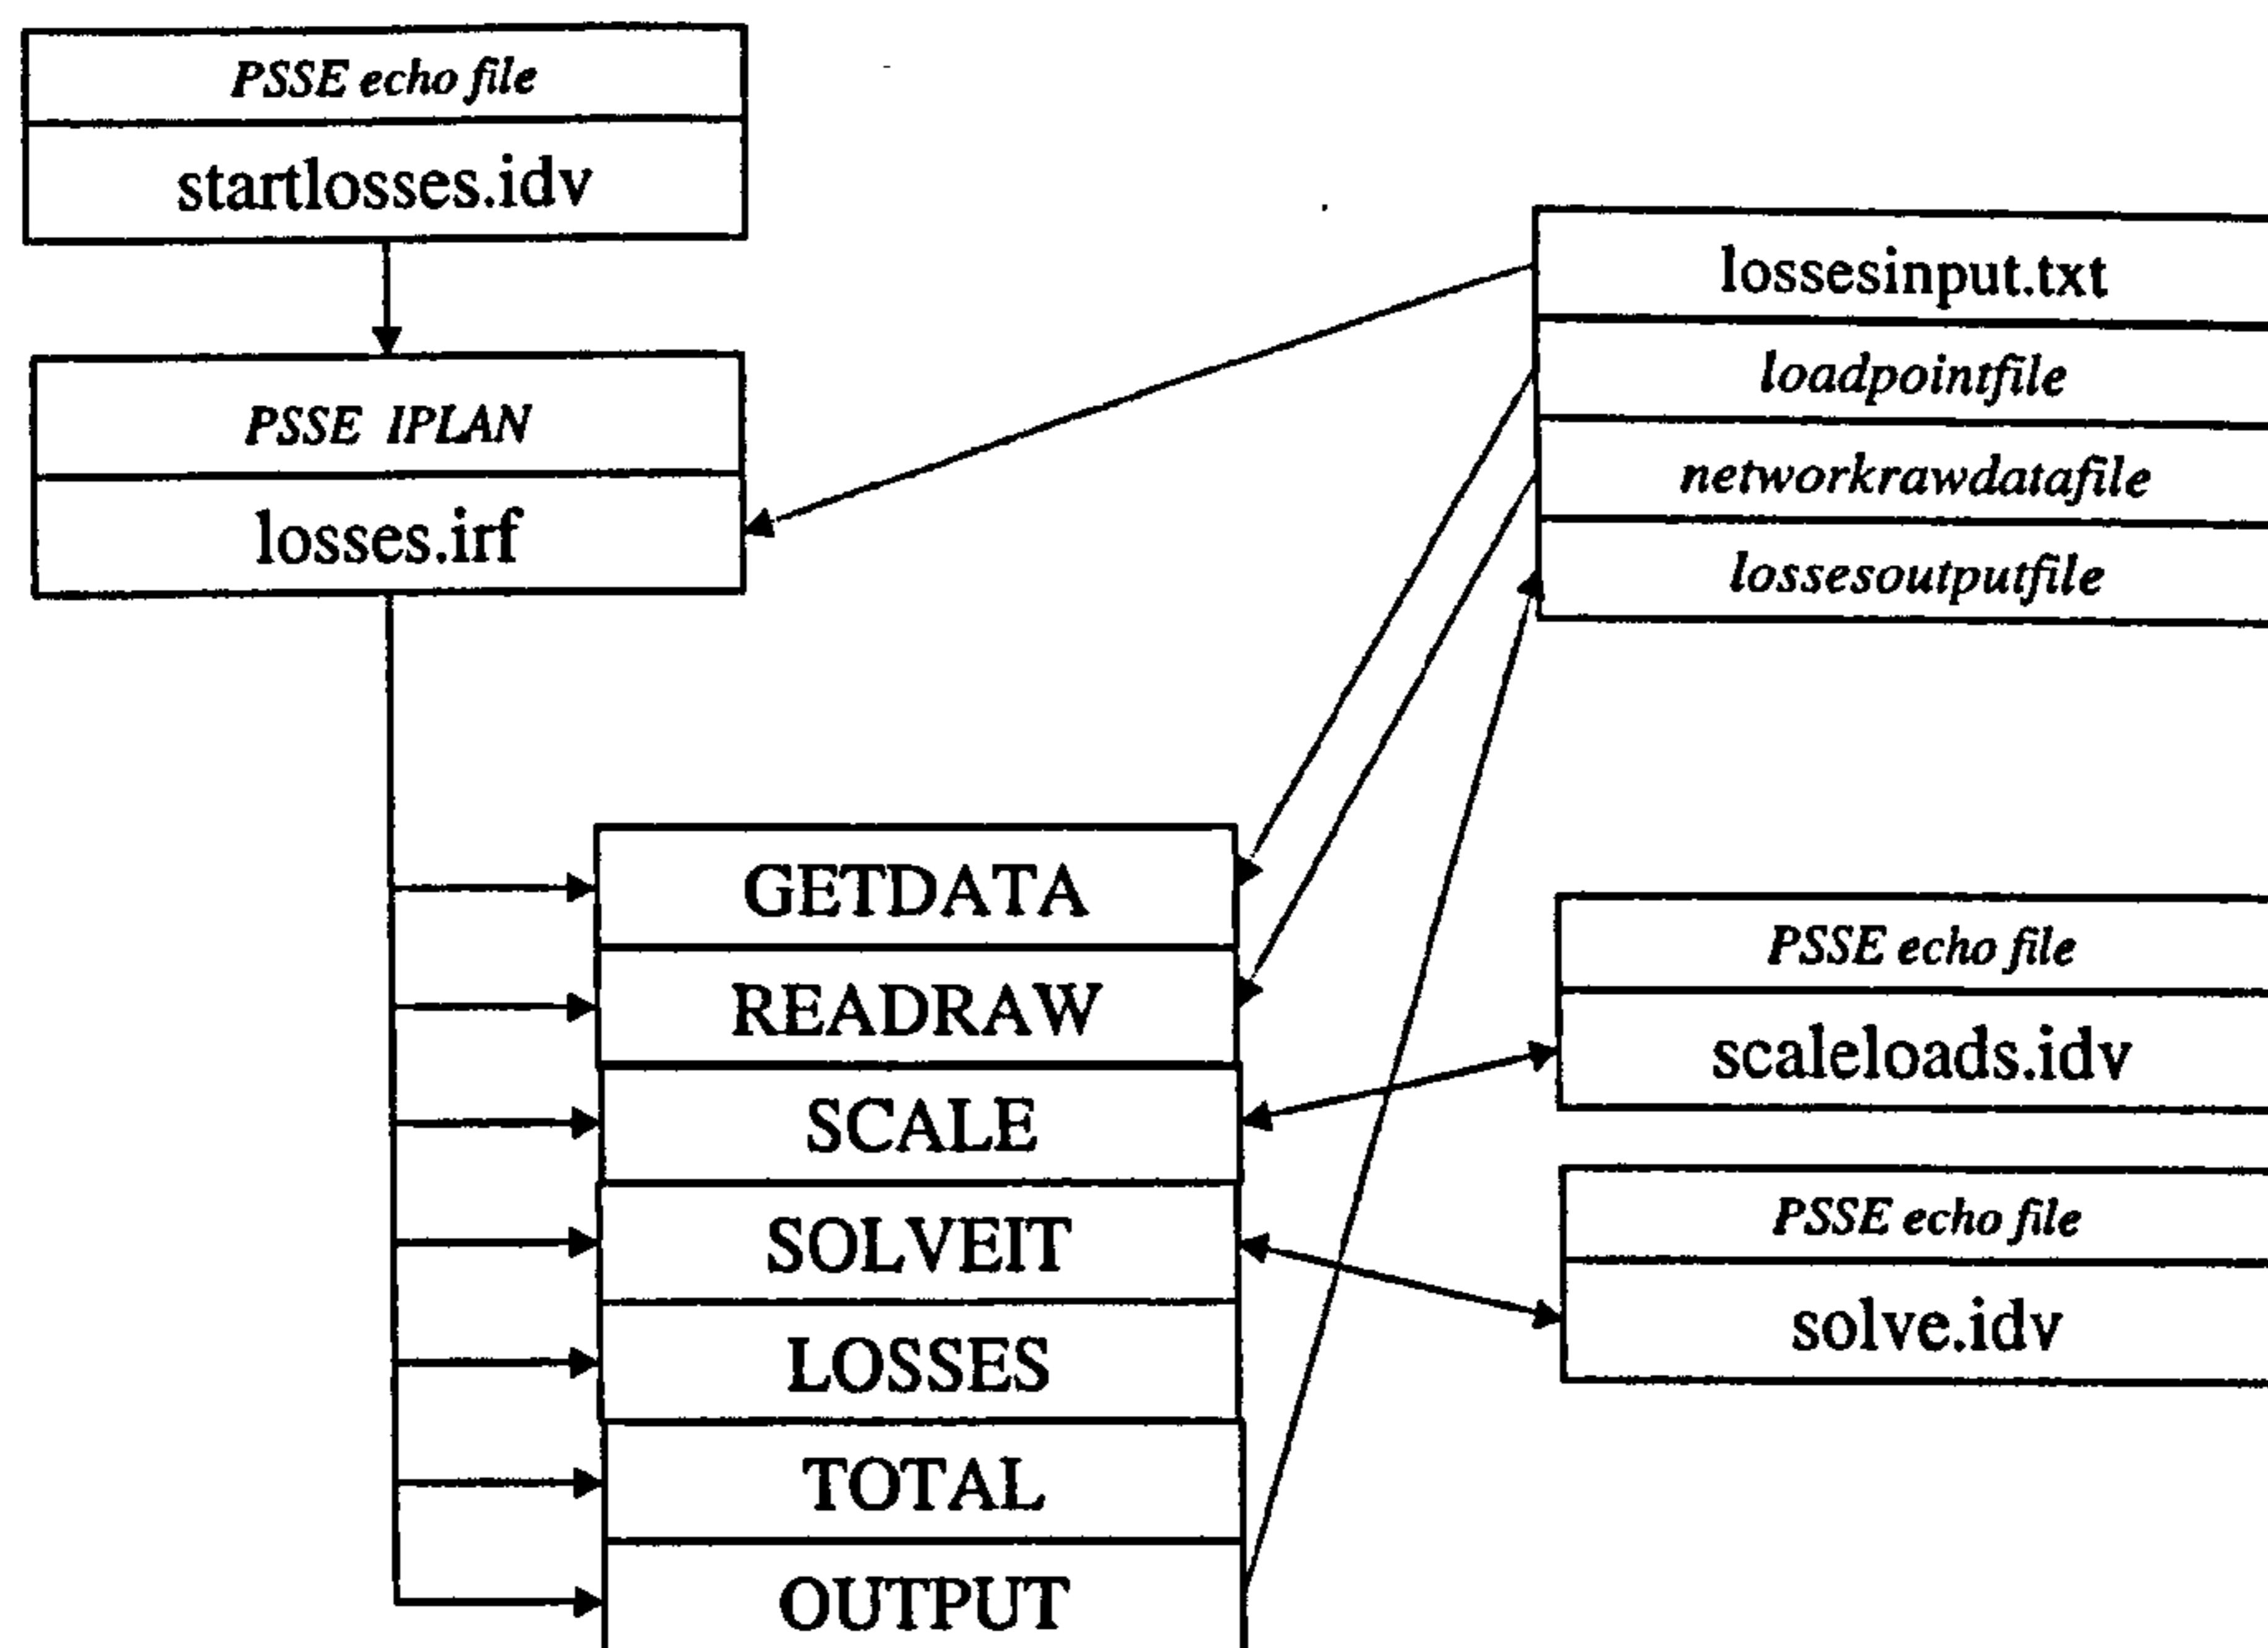 PSSE echo file
startlosses.idv
PSSE IPLAN
losses.irf
lossesinput.txt
loadpointfile
networkrawdatafile
lossesoutputfile
GETDATA
READRAW
SCALE
SOLVEIT
LOSSES
TOTAL
OUTPUT
PSSE echo file
scaleloads.idv
PSSE echo file
solve.idv